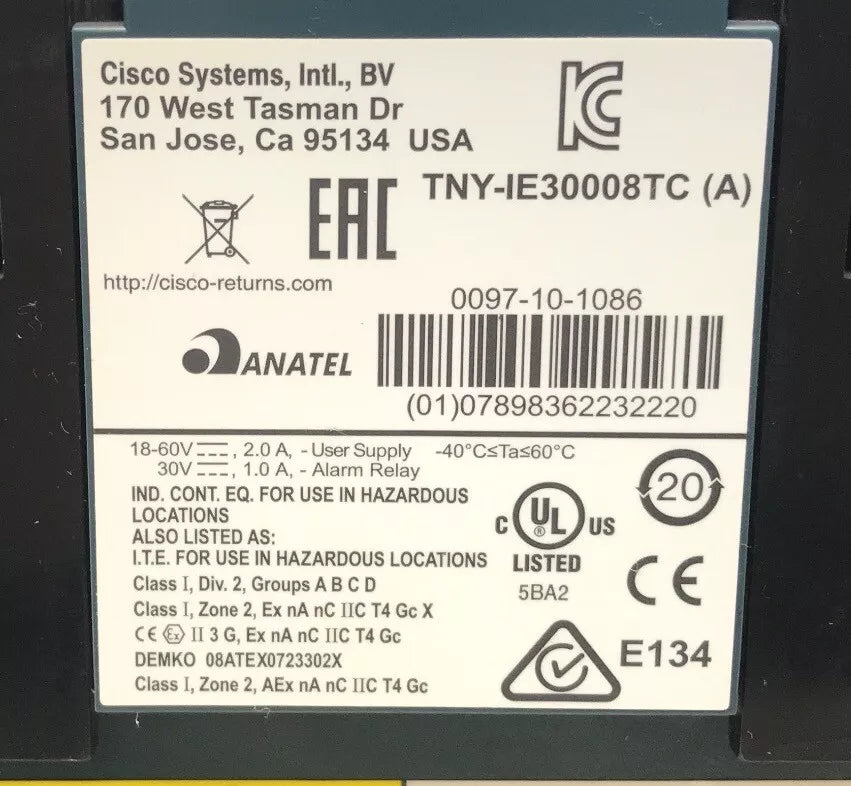 Cisco Systems, Intl., BV
170 West Tasman Dr
San Jose, Ca 95134 USA
KC
TNY-IE30008TC (A)
EAC
http://cisco-returns.com
0097-10-1086
ANATEL
(01)07898362232220
18-60V⎓, 2.0 A, - User Supply -40°C≤Ta≤60°C
30V⎓, 1.0 A, - Alarm Relay
IND. CONT. EQ. FOR USE IN HAZARDOUS
LOCATIONS
ALSO LISTED AS:
I.T.E. FOR USE IN HAZARDOUS LOCATIONS
Class I, Div. 2, Groups A B C D
Class I, Zone 2, Ex nA nC IIC T4 Gc X
CE Ex II 3 G, Ex nA nC IIC T4 Gc
DEMKO 08ATEX0723302X
Class I, Zone 2, AEx nA nC IIC T4 Gc
20
C UL ® US
LISTED
5BA2
CE
E134